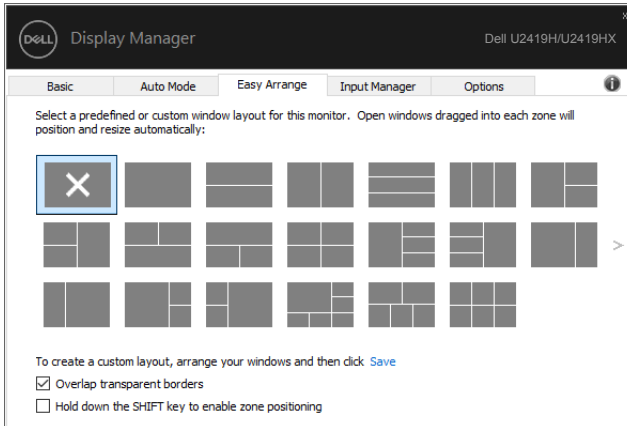 DELL Display Manager Dell U2419H/U2419HX
Basic Auto Mode Easy Arrange Input Manager Options
Select a predefined or custom window layout for this monitor. Open windows dragged into each zone will
position and resize automatically:
To create a custom layout, arrange your windows and then click Save
Overlap transparent borders
Hold down the SHIFT key to enable zone positioning